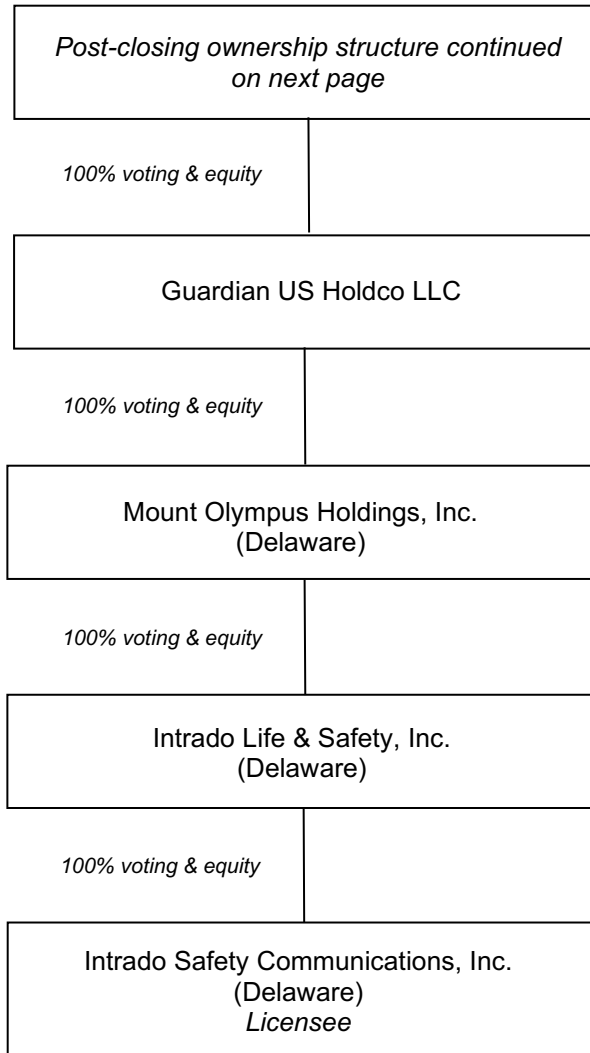 Post-closing ownership structure continued
on next page
100% voting & equity
Guardian US Holdco LLC
100% voting & equity
Mount Olympus Holdings, Inc.
(Delaware)
100% voting & equity
Intrado Life & Safety, Inc.
(Delaware)
100% voting & equity
Intrado Safety Communications, Inc.
(Delaware)
Licensee